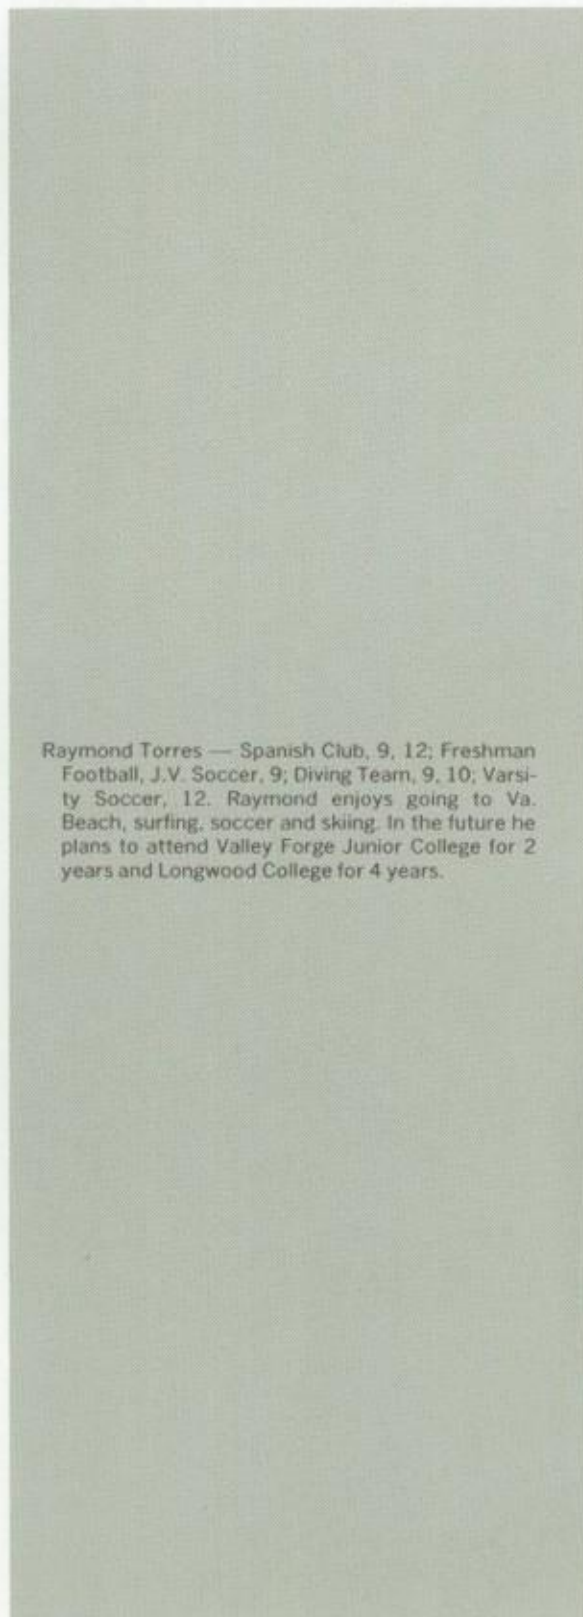 Raymond Torres — Spanish Club, 9, 12; Freshman
Football, J.V. Soccer, 9; Diving Team, 9, 10; Varsi-
ty Soccer, 12. Raymond enjoys going to Va.
Beach, surfing, soccer and skiing. In the future he
plans to attend Valley Forge Junior College for 2
years and Longwood College for 4 years.